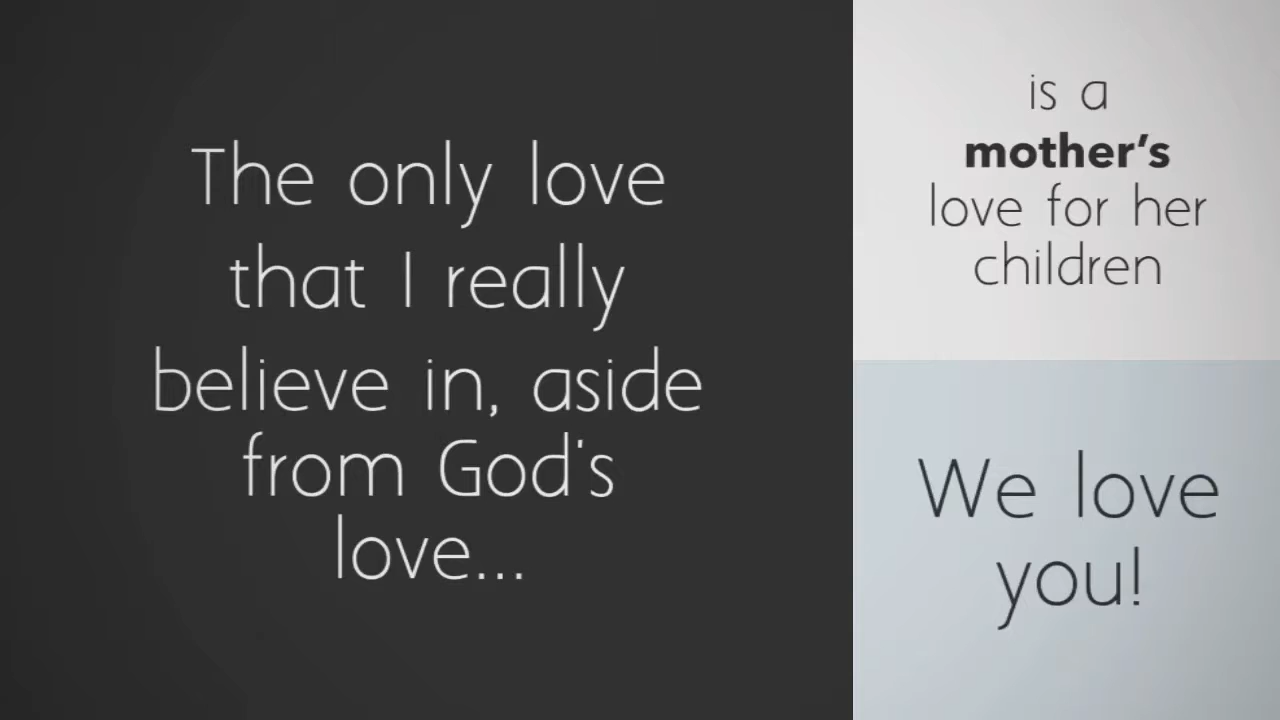 The only love
that I really
believe in, aside
from God's
love...
is a
mother's
love for her
children
We love
you!